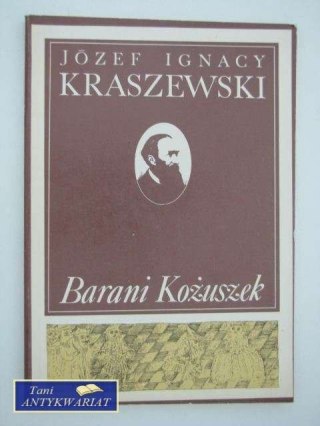 JÓZEF IGNACY
KRASZEWSKI
Barani Kożuszek
Tani
ANTYKWARIAT